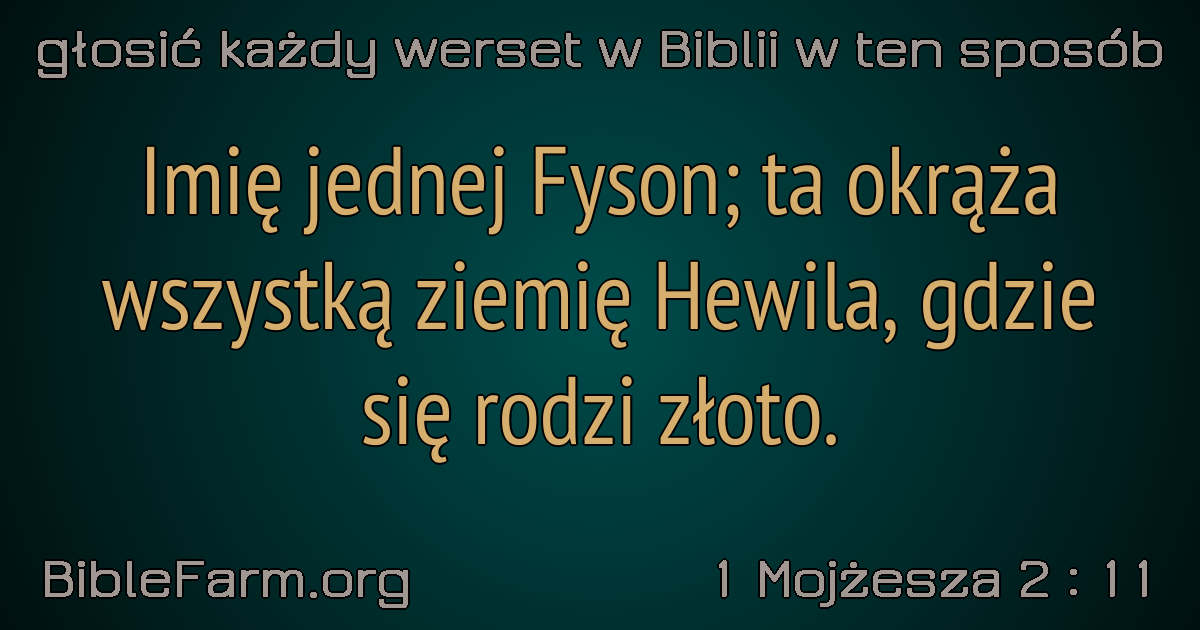 głosić każdy werset w Biblii w ten sposób
Imię jednej Fyson; ta okrąża
wszystką ziemię Hewila, gdzie
się rodzi złoto.
BibleFarm.org
1 Mojżesza 2 : 11